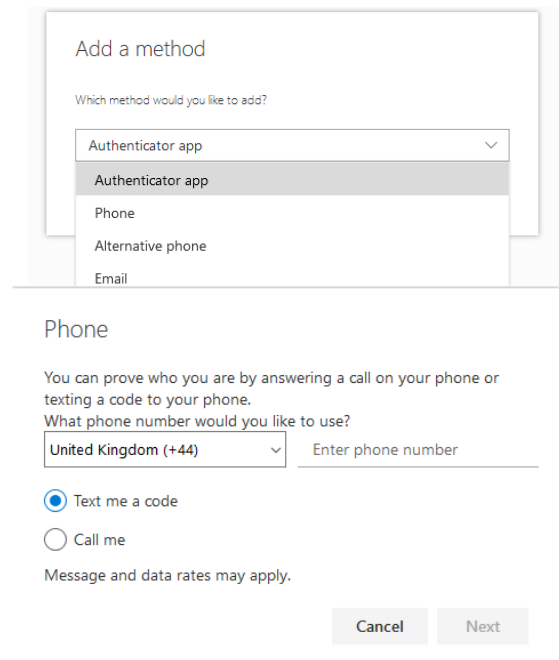 Add a method
Which method would you like to add?
Authenticator app
Authenticator app
Phone
Alternative phone
Email
Phone
You can prove who you are by answering a call on your phone or
texting a code to your phone.
What phone number would you like to use?
United Kingdom (+44) Enter phone number
Text me a code
Call me
Message and data rates may apply.
Cancel Next